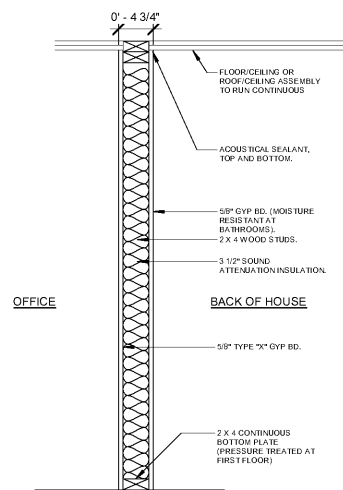 0' - 4 3/4"
FLOOR/CEILING OR
ROOF/CEILING ASSEMBLY
TO RUN CONTINUOUS
ACOUSTICAL SEALANT,
TOP AND BOTTOM.
5/8" GYP BD. (MOISTURE
RESISTANT AT
BATHROOMS).
2 X 4 WOOD STUDS.
3 1/2" SOUND
ATTENUATION INSULATION.
OFFICE
BACK OF HOUSE
5/8" TYPE "X" GYP BD.
2 X 4 CONTINUOUS
BOTTOM PLATE
(PRESSURE TREATED AT
FIRST FLOOR)